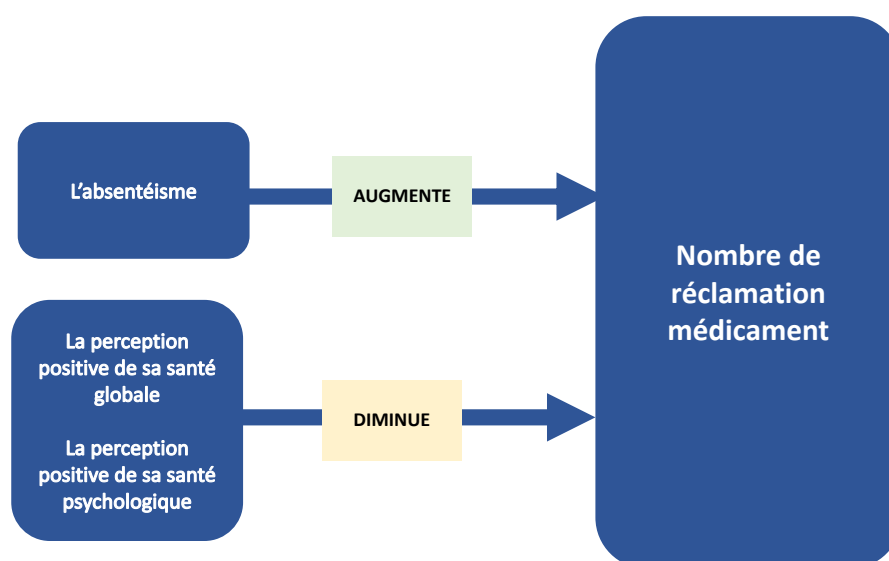 L'absentéisme
AUGMENTE
La perception
positive de sa santé
globale
La perception
positive de sa santé
psychologique
DIMINUE
Nombre de
réclamation
médicament